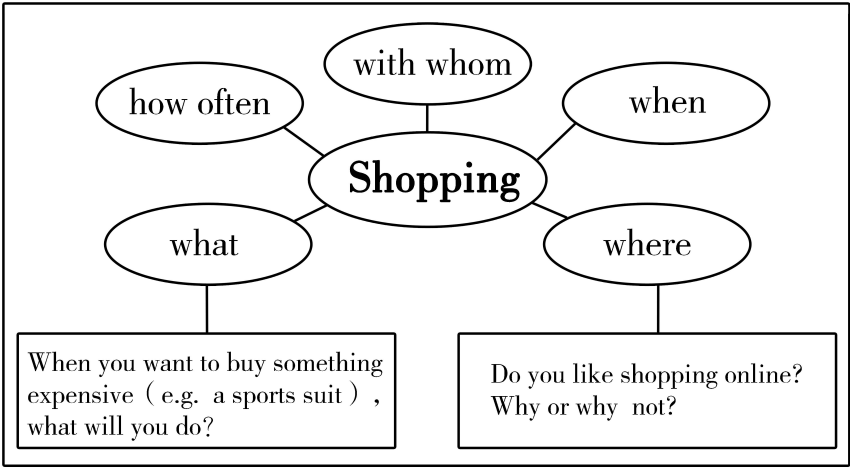 with whom
how often
when
Shopping
what
where
When you want to buy something
expensive（e.g. a sports suit），
what will you do?
Do you like shopping online?
Why or why not?